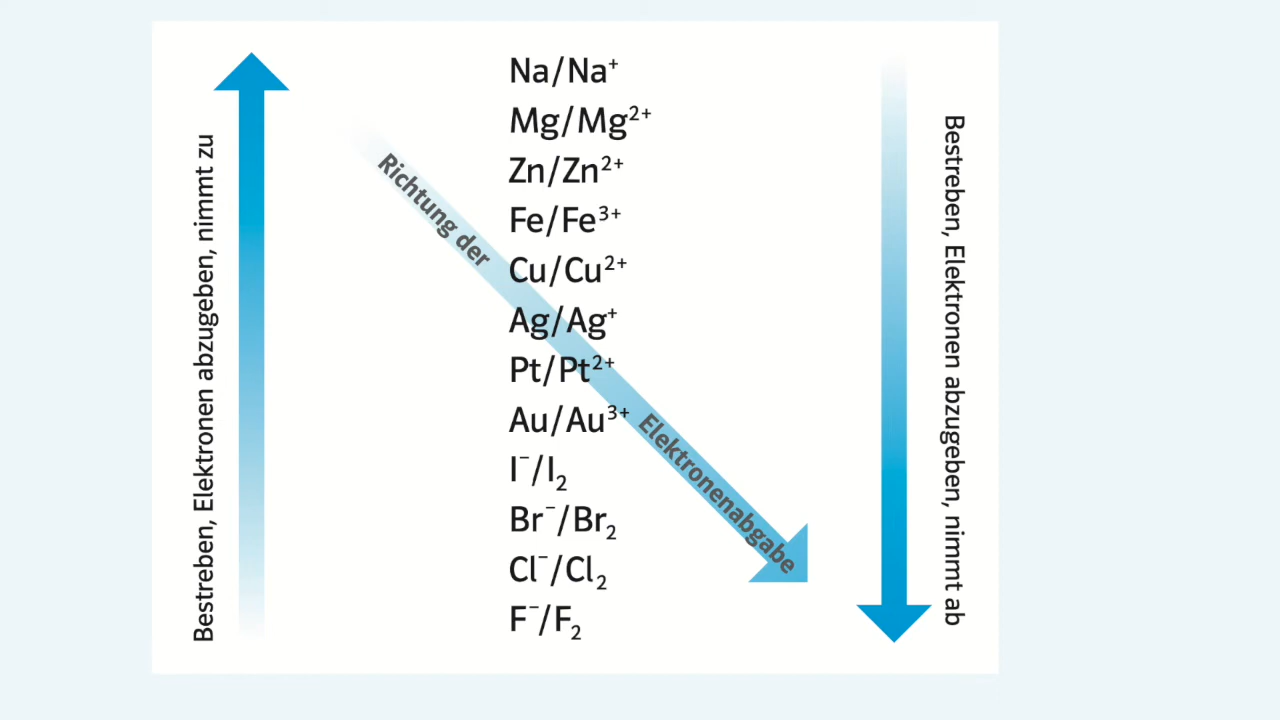 Bestreben, Elektronen abzugeben, nimmt zu
Richtung der Elektronenabgabe
Na/Na⁺
Mg/Mg²⁺
Zn/Zn²⁺
Fe/Fe³⁺
Cu/Cu²⁺
Ag/Ag⁺
Pt/Pt²⁺
Au/Au³⁺
I⁻/I₂
Br⁻/Br₂
Cl⁻/Cl₂
F⁻/F₂
Bestreben, Elektronen abzugeben, nimmt ab